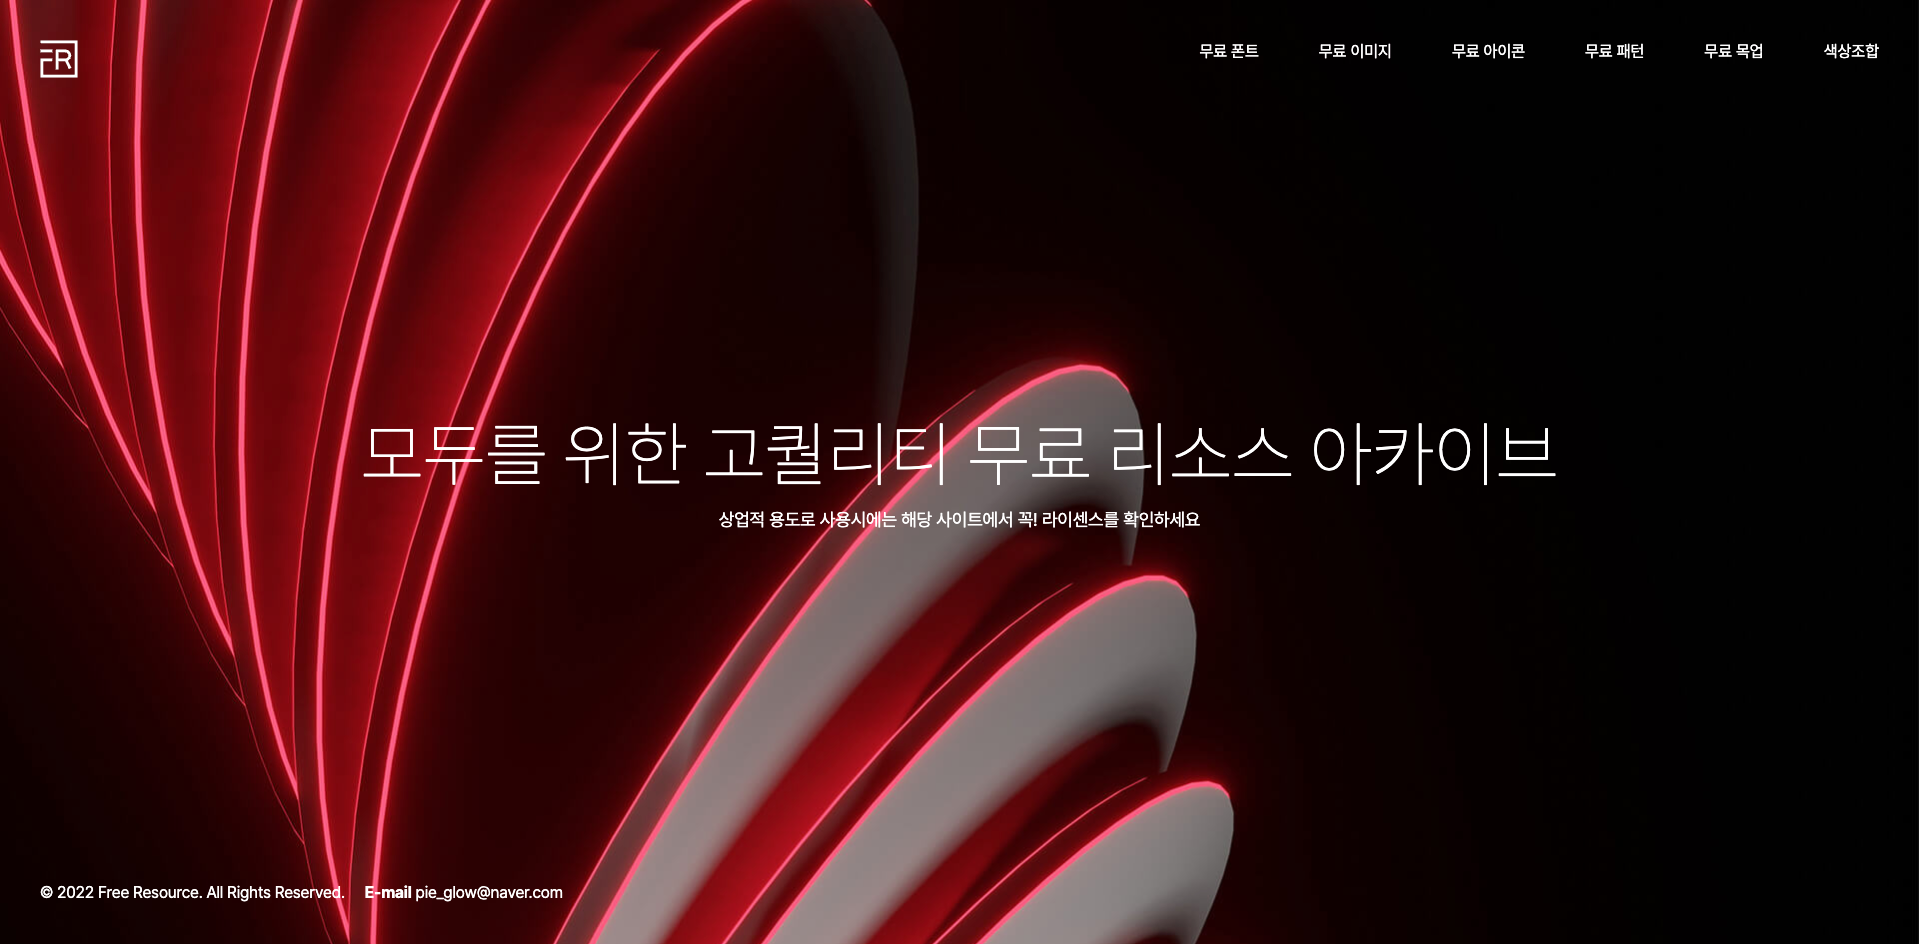 FR
무료 폰트 무료 이미지 무료 아이콘 무료 패턴 무료 목업 색상조합
모두를 위한 고퀄리티 무료 리소스 아카이브
상업적 용도로 사용시에는 해당 사이트에서 꼭! 라이센스를 확인하세요
© 2022 Free Resource. All Rights Reserved. E-mail pie_glow@naver.com